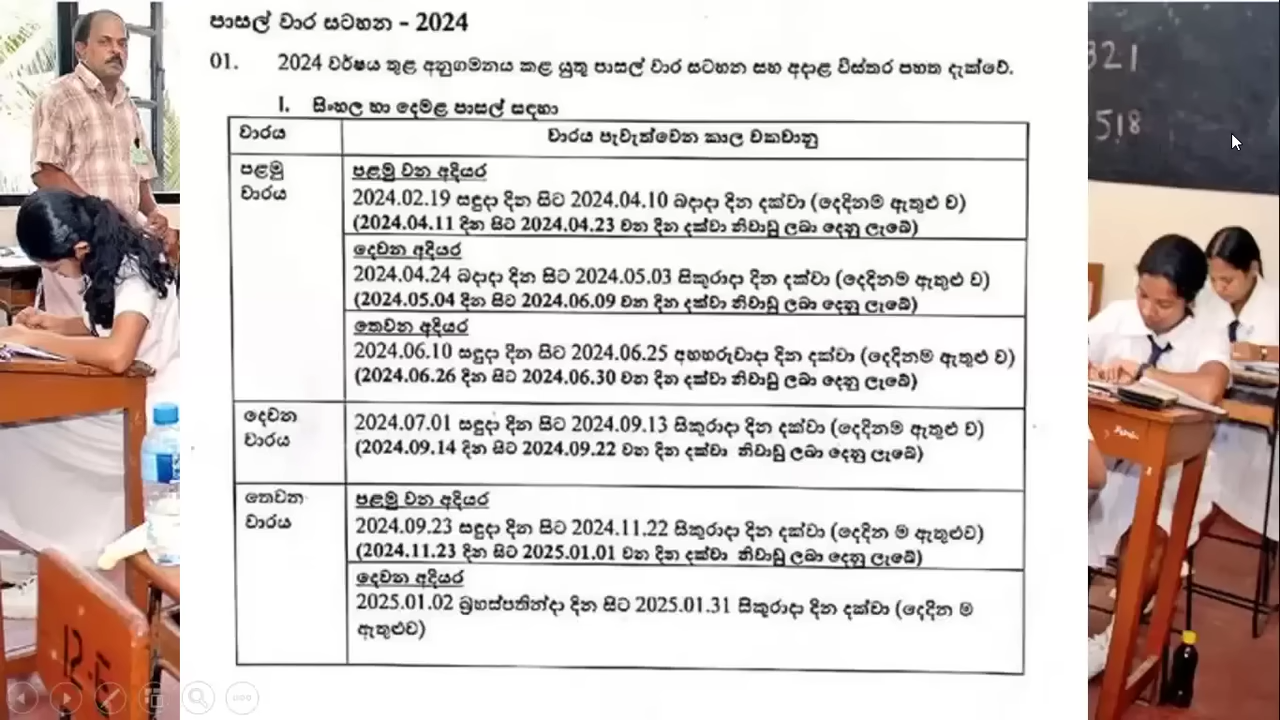 පාසල් වාර සටහන - 2024
01. 2024 වර්ෂය තුළ අනුගමනය කළ යුතු පාසල් වාර සටහන සහ අදාළ විස්තර පහත දැක්වේ.
I. සිංහල හා දෙමළ පාසල් සඳහා
වාරය
වාරය පැවැත්වෙන කාල වකවානු
පළමු
වාරය
පළමු වන අදියර
2024.02.19 සඳුදා දින සිට 2024.04.10 බදාදා දින දක්වා (දෙදිනම ඇතුළු ව)
(2024.04.11 දින සිට 2024.04.23 වන දින දක්වා නිවාඩු ලබා දෙනු ලැබේ)
දෙවන අදියර
2024.04.24 බදාදා දින සිට 2024.05.03 සිකුරාදා දින දක්වා (දෙදිනම ඇතුළු ව)
(2024.05.04 දින සිට 2024.06.09 වන දින දක්වා නිවාඩු ලබා දෙනු ලැබේ)
තෙවන අදියර
2024.06.10 සඳුදා දින සිට 2024.06.25 අඟහරුවාදා දින දක්වා (දෙදිනම ඇතුළු ව)
(2024.06.26 දින සිට 2024.06.30 වන දින දක්වා නිවාඩු ලබා දෙනු ලැබේ)
දෙවන
වාරය
2024.07.01 සඳුදා දින සිට 2024.09.13 සිකුරාදා දින දක්වා (දෙදිනම ඇතුළු ව)
(2024.09.14 දින සිට 2024.09.22 වන දින දක්වා නිවාඩු ලබා දෙනු ලැබේ)
තෙවන
වාරය
පළමු වන අදියර
2024.09.23 සඳුදා දින සිට 2024.11.22 සිකුරාදා දින දක්වා (දෙදින ම ඇතුළුව)
(2024.11.23 දින සිට 2025.01.01 වන දින දක්වා නිවාඩු ලබා දෙනු ලැබේ)
දෙවන අදියර
2025.01.02 බ්‍රහස්පතින්දා දින සිට 2025.01.31 සිකුරාදා දින දක්වා (දෙදින ම
ඇතුළුව)
321
518
12-E